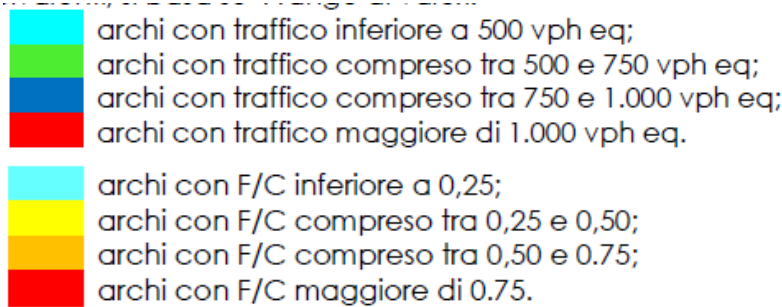 archi con traffico inferiore a 500 vph eq;
archi con traffico compreso tra 500 e 750 vph eq;
archi con traffico compreso tra 750 e 1.000 vph eq;
archi con traffico maggiore di 1.000 vph eq.
archi con F/C inferiore a 0,25;
archi con F/C compreso tra 0,25 e 0,50;
archi con F/C compreso tra 0,50 e 0.75;
archi con F/C maggiore di 0.75.